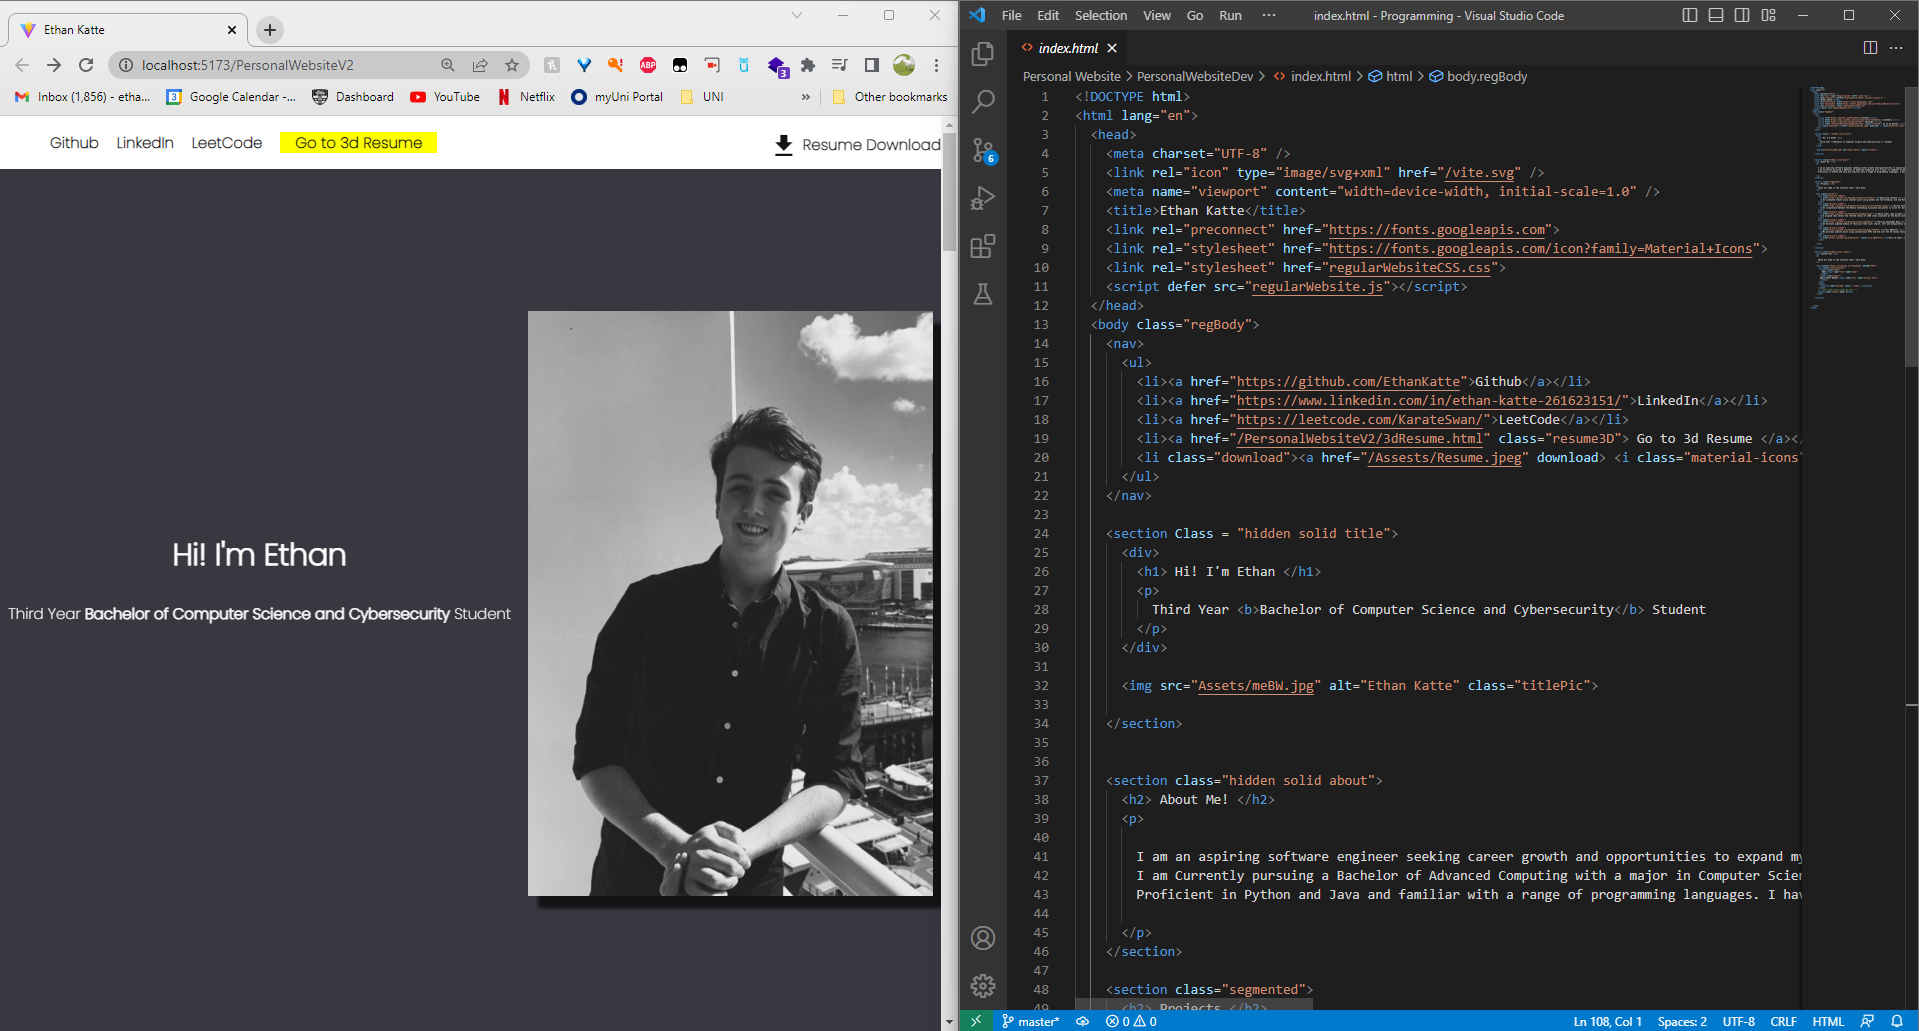 Ethan Katte
localhost:5173/PersonalWebsiteV2
3
Inbox (1,856) - etha...
3 Google Calendar -...
Dashboard
YouTube
Netflix
myUni Portal
UNI
»
Other bookmarks
Github LinkedIn LeetCode Go to 3d Resume Resume Download
Hi! I'm Ethan
Third Year Bachelor of Computer Science and Cybersecurity Student
File Edit Selection View Go Run ··· index.html - Programming - Visual Studio Code
index.html
Personal Website > PersonalWebsiteDev > index.html > html > body.regBody
6
1 <!DOCTYPE html>
2 <html lang="en">
3 <head>
4 <meta charset="UTF-8" />
5 <link rel="icon" type="image/svg+xml" href="/vite.svg" />
6 <meta name="viewport" content="width=device-width, initial-scale=1.0" />
7 <title>Ethan Katte</title>
8 <link rel="preconnect" href="https://fonts.googleapis.com">
9 <link rel="stylesheet" href="https://fonts.googleapis.com/icon?family=Material+Icons">
10 <link rel="stylesheet" href="regularWebsiteCSS.css">
11 <script defer src="regularWebsite.js"></script>
12 </head>
13 <body class="regBody">
14 <nav>
15 <ul>
16 <li><a href="https://github.com/EthanKatte">Github</a></li>
17 <li><a href="https://www.linkedin.com/in/ethan-katte-261623151/">LinkedIn</a></li>
18 <li><a href="https://leetcode.com/KarateSwan/">LeetCode</a></li>
19 <li><a href="/PersonalWebsiteV2/3dResume.html" class="resume3D"> Go to 3d Resume </a></
20 <li class="download"><a href="/Assests/Resume.jpeg" download> <i class="material-icons"
21 </ul>
22 </nav>
23
24 <section Class = "hidden solid title">
25 <div>
26 <h1> Hi! I'm Ethan </h1>
27 <p>
28 Third Year <b>Bachelor of Computer Science and Cybersecurity</b> Student
29 </p>
30 </div>
31
32 <img src="Assets/meBW.jpg" alt="Ethan Katte" class="titlePic">
33
34 </section>
35
36
37 <section class="hidden solid about">
38 <h2> About Me! </h2>
39 <p>
40
41 I am an aspiring software engineer seeking career growth and opportunities to expand my
42 I am Currently pursuing a Bachelor of Advanced Computing with a major in Computer Scien
43 Proficient in Python and Java and familiar with a range of programming languages. I hav
44
45 </p>
46 </section>
47
48 <section class="segmented">
49 <h2> Projects </h2>
master* 0 0 Ln 108, Col 1 Spaces: 2 UTF-8 CRLF HTML